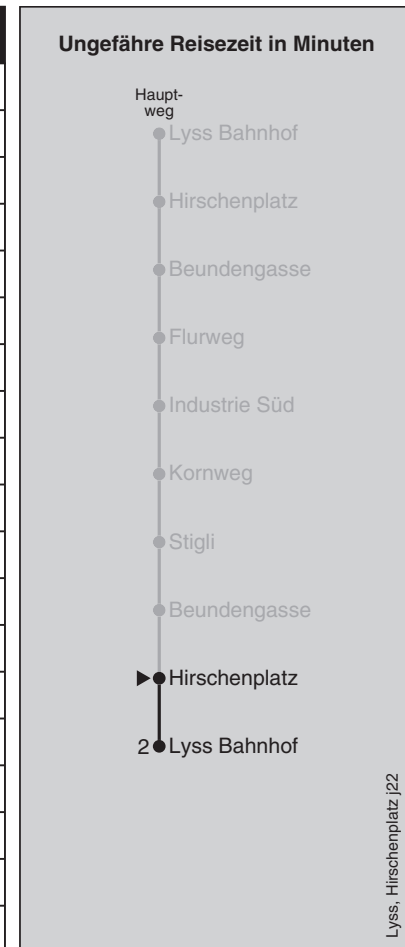 Ungefähre Reisezeit in Minuten
Haupt-
weg
Lyss Bahnhof
Hirschenplatz
Beundengasse
Flurweg
Industrie Süd
Kornweg
Stigli
Beundengasse
Hirschenplatz
2 Lyss Bahnhof
Lyss, Hirschenplatz j22